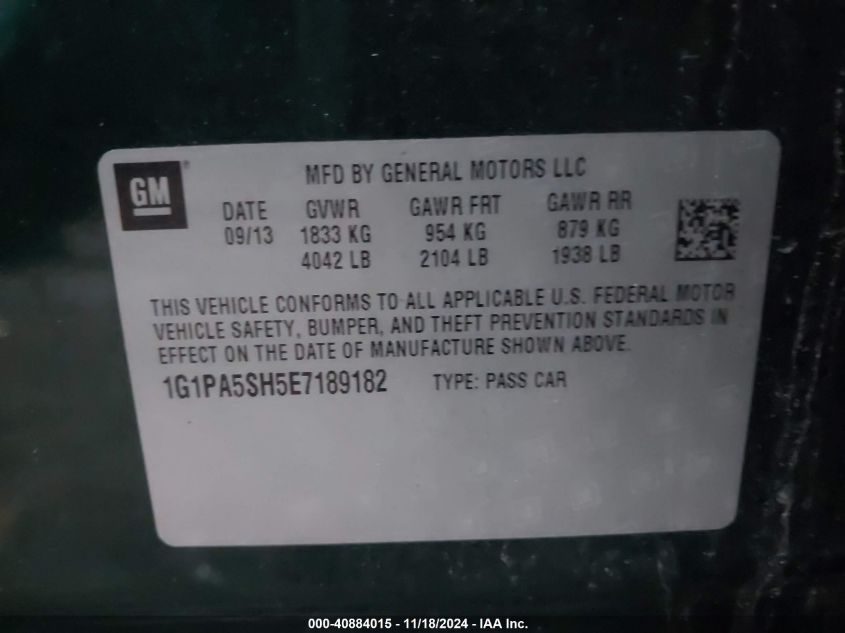 GM ®
MFD BY GENERAL MOTORS LLC
DATE GVWR GAWR FRT GAWR RR
09/13 1833 KG 954 KG 879 KG
4042 LB 2104 LB 1938 LB
THIS VEHICLE CONFORMS TO ALL APPLICABLE U.S. FEDERAL MOTOR
VEHICLE SAFETY, BUMPER, AND THEFT PREVENTION STANDARDS IN
EFFECT ON THE DATE OF MANUFACTURE SHOWN ABOVE.
1G1PA5SH5E7189182 TYPE: PASS CAR
000-40884015 - 11/18/2024 - IAA Inc.